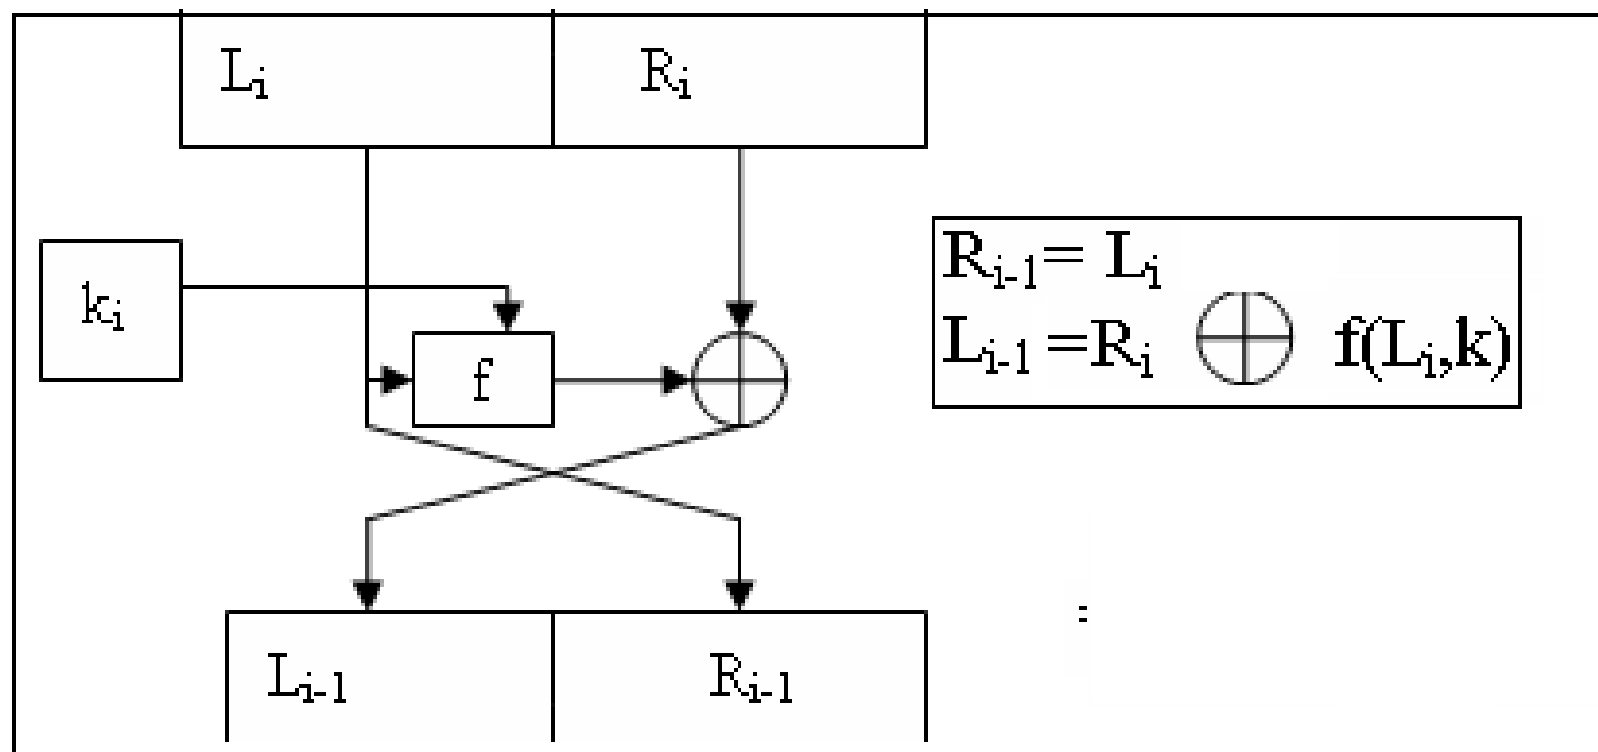 Lᵢ Rᵢ
kᵢ
f
Rᵢ₋₁= Lᵢ
Lᵢ₋₁ =Rᵢ ⊕ f(Lᵢ,k)
:
Lᵢ₋₁ Rᵢ₋₁